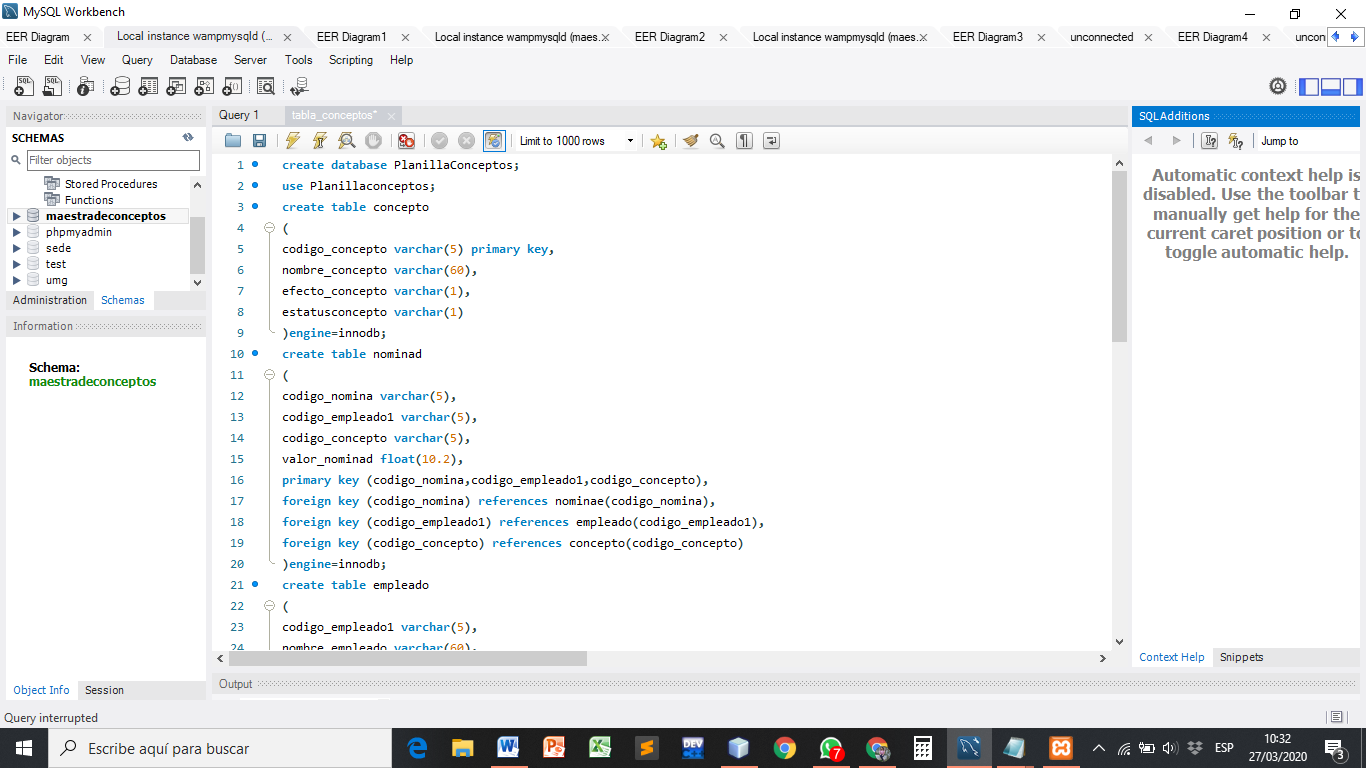 MySQL Workbench
EER Diagram
Local instance wampmysqld (...
EER Diagram1
Local instance wampmysqld (maes...
EER Diagram2
Local instance wampmysqld (maes...
EER Diagram3
unconnected
EER Diagram4
uncon
File Edit View Query Database Server Tools Scripting Help
Navigator
SCHEMAS
Filter objects
Stored Procedures
Functions
maestradeconceptos
phpmyadmin
sede
test
umg
Administration Schemas
Information
Schema:
maestradeconceptos
Object Info Session
Query 1
tabla_conceptos*
Limit to 1000 rows
1 create database PlanillaConceptos;
2 use Planillaconceptos;
3 create table concepto
4 (
5 codigo_concepto varchar(5) primary key,
6 nombre_concepto varchar(60),
7 efecto_concepto varchar(1),
8 estatusconcepto varchar(1)
9 )engine=innodb;
10 create table nominad
11 (
12 codigo_nomina varchar(5),
13 codigo_empleado1 varchar(5),
14 codigo_concepto varchar(5),
15 valor_nominad float(10.2),
16 primary key (codigo_nomina,codigo_empleado1,codigo_concepto),
17 foreign key (codigo_nomina) references nominae(codigo_nomina),
18 foreign key (codigo_empleado1) references empleado(codigo_empleado1),
19 foreign key (codigo_concepto) references concepto(codigo_concepto)
20 )engine=innodb;
21 create table empleado
22 (
23 codigo_empleado1 varchar(5),
24 nombre_empleado varchar(60),
Output
SQLAdditions
Jump to
Automatic context help is
disabled. Use the toolbar t
manually get help for the
current caret position or to
toggle automatic help.
Context Help Snippets
Query interrupted
Escribe aquí para buscar
DEV
7
ESP
10:32
27/03/2020
3